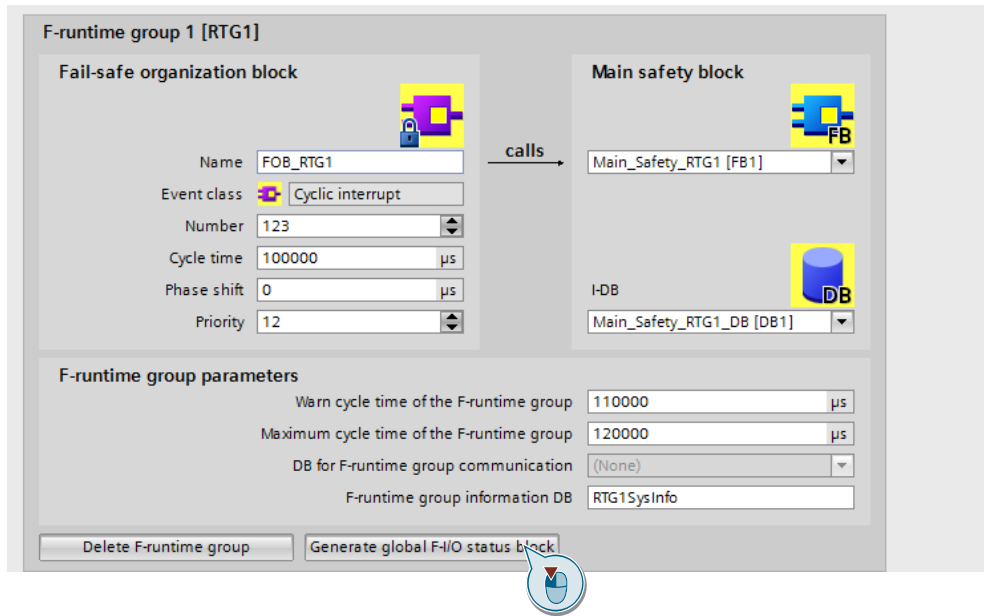 F-runtime group 1 [RTG1]
Fail-safe organization block
Name FOB_RTG1
Event class Cyclic interrupt
Number 123
Cycle time 100000 µs
Phase shift 0 µs
Priority 12
calls
Main safety block
FB
Main_Safety_RTG1 [FB1]
DB
I-DB
Main_Safety_RTG1_DB [DB1]
F-runtime group parameters
Warn cycle time of the F-runtime group 110000 µs
Maximum cycle time of the F-runtime group 120000 µs
DB for F-runtime group communication (None)
F-runtime group information DB RTG1SysInfo
Delete F-runtime group Generate global F-I/O status block